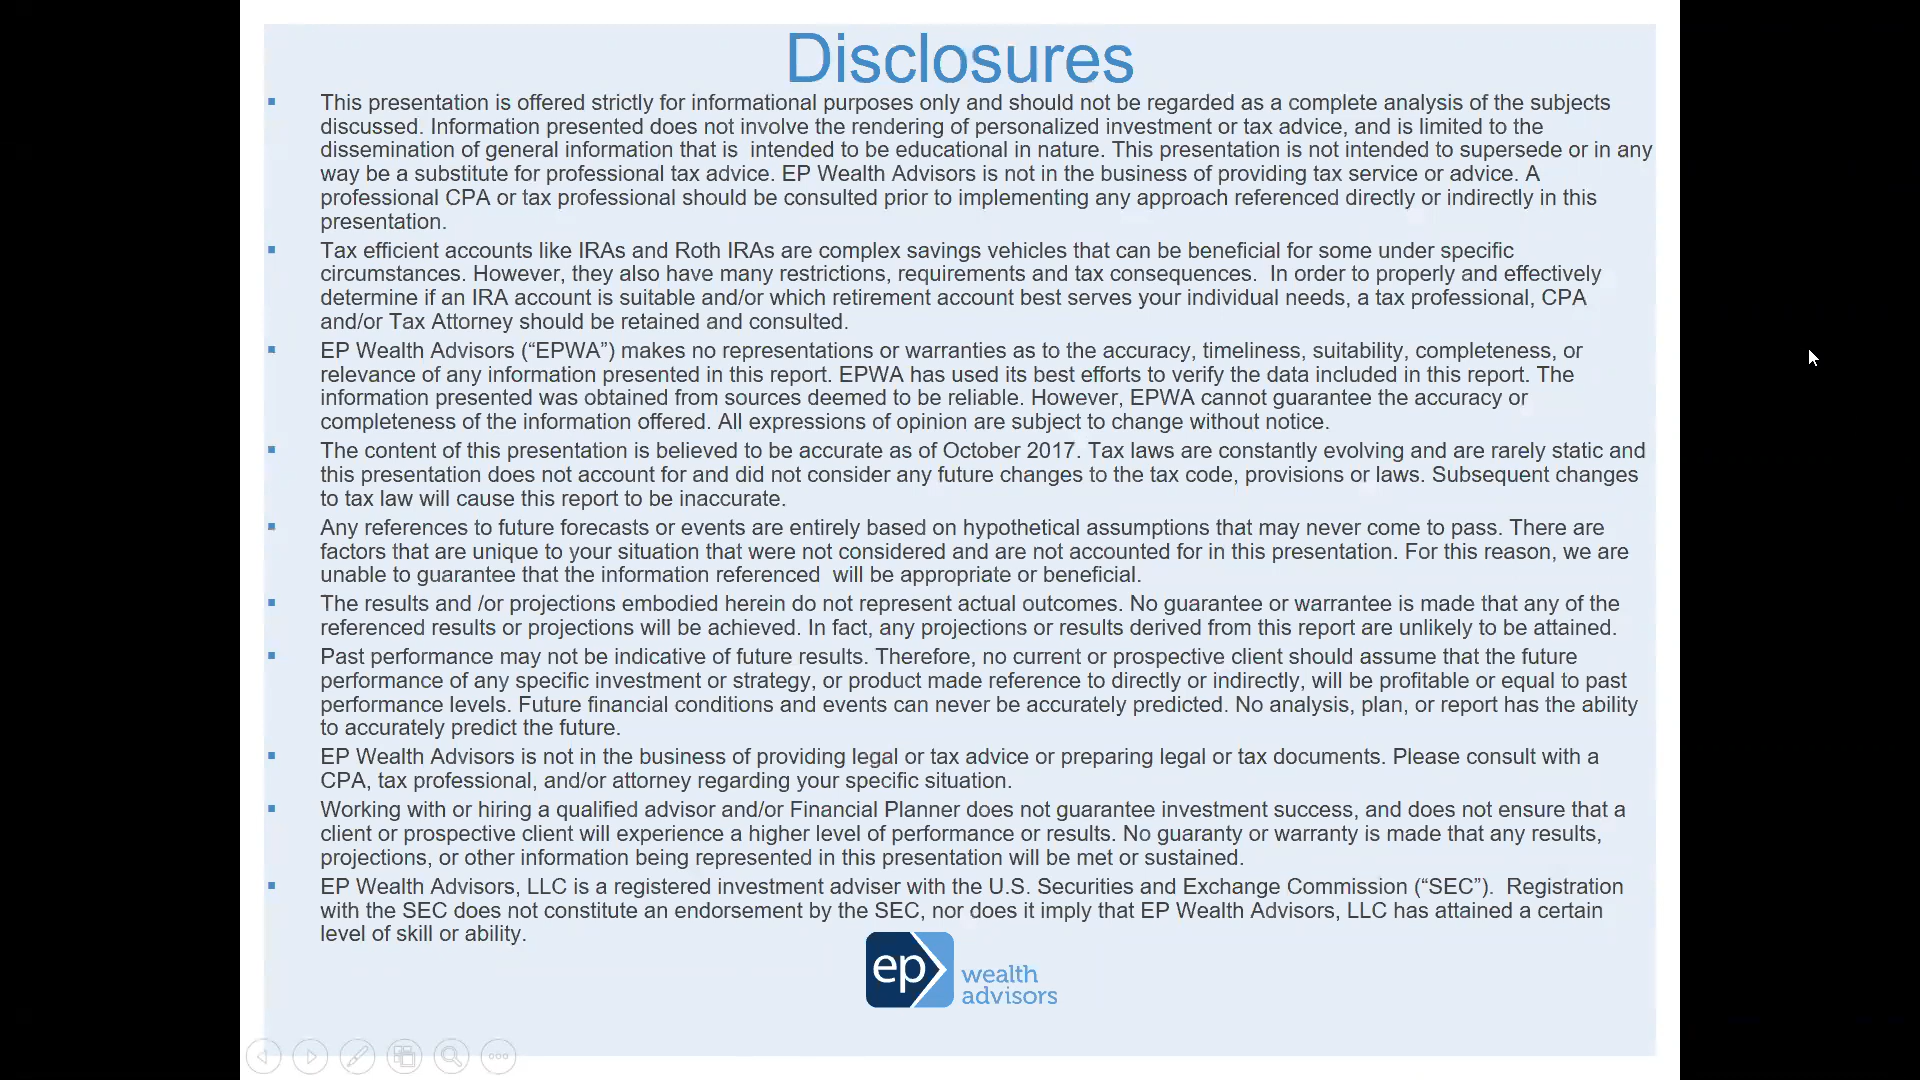 Disclosures
This presentation is offered strictly for informational purposes only and should not be regarded as a complete analysis of the subjects
discussed. Information presented does not involve the rendering of personalized investment or tax advice, and is limited to the
dissemination of general information that is  intended to be educational in nature. This presentation is not intended to supersede or in any
way be a substitute for professional tax advice. EP Wealth Advisors is not in the business of providing tax service or advice. A
professional CPA or tax professional should be consulted prior to implementing any approach referenced directly or indirectly in this
presentation.
Tax efficient accounts like IRAs and Roth IRAs are complex savings vehicles that can be beneficial for some under specific
circumstances. However, they also have many restrictions, requirements and tax consequences.  In order to properly and effectively
determine if an IRA account is suitable and/or which retirement account best serves your individual needs, a tax professional, CPA
and/or Tax Attorney should be retained and consulted.
EP Wealth Advisors (“EPWA”) makes no representations or warranties as to the accuracy, timeliness, suitability, completeness, or
relevance of any information presented in this report. EPWA has used its best efforts to verify the data included in this report. The
information presented was obtained from sources deemed to be reliable. However, EPWA cannot guarantee the accuracy or
completeness of the information offered. All expressions of opinion are subject to change without notice.
The content of this presentation is believed to be accurate as of October 2017. Tax laws are constantly evolving and are rarely static and
this presentation does not account for and did not consider any future changes to the tax code, provisions or laws. Subsequent changes
to tax law will cause this report to be inaccurate.
Any references to future forecasts or events are entirely based on hypothetical assumptions that may never come to pass. There are
factors that are unique to your situation that were not considered and are not accounted for in this presentation. For this reason, we are
unable to guarantee that the information referenced  will be appropriate or beneficial.
The results and /or projections embodied herein do not represent actual outcomes. No guarantee or warrantee is made that any of the
referenced results or projections will be achieved. In fact, any projections or results derived from this report are unlikely to be attained.
Past performance may not be indicative of future results. Therefore, no current or prospective client should assume that the future
performance of any specific investment or strategy, or product made reference to directly or indirectly, will be profitable or equal to past
performance levels. Future financial conditions and events can never be accurately predicted. No analysis, plan, or report has the ability
to accurately predict the future.
EP Wealth Advisors is not in the business of providing legal or tax advice or preparing legal or tax documents. Please consult with a
CPA, tax professional, and/or attorney regarding your specific situation.
Working with or hiring a qualified advisor and/or Financial Planner does not guarantee investment success, and does not ensure that a
client or prospective client will experience a higher level of performance or results. No guaranty or warranty is made that any results,
projections, or other information being represented in this presentation will be met or sustained.
EP Wealth Advisors, LLC is a registered investment adviser with the U.S. Securities and Exchange Commission (“SEC”).  Registration
with the SEC does not constitute an endorsement by the SEC, nor does it imply that EP Wealth Advisors, LLC has attained a certain
level of skill or ability.
ep
wealth
advisors